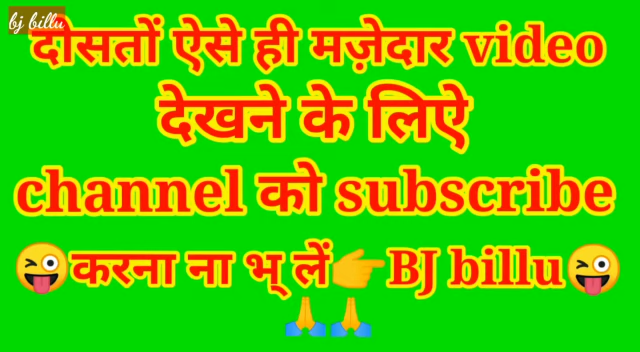 bj billu
दोसतों ऐसे ही मज़ेदार video
देखने के लिऐ
channel को subscribe
😜करना ना भ् लें👉BJ billu😜
🙏🙏